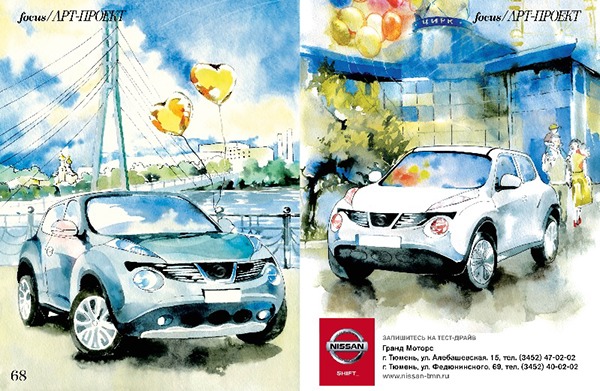 focus/АРТ-ПРОЕКТ
68
focus/АРТ-ПРОЕКТ
ЦИРК
NISSAN
SHIFT_
ЗАПИШИТЕСЬ НА ТЕСТ-ДРАЙВ
Гранд Моторс
г. Тюмень, ул. Алебашевская, 15, тел. (3452) 47-02-02
г. Тюмень, ул. Федюнинского, 69, тел. (3452) 40-02-02
www.nissan-tmn.ru